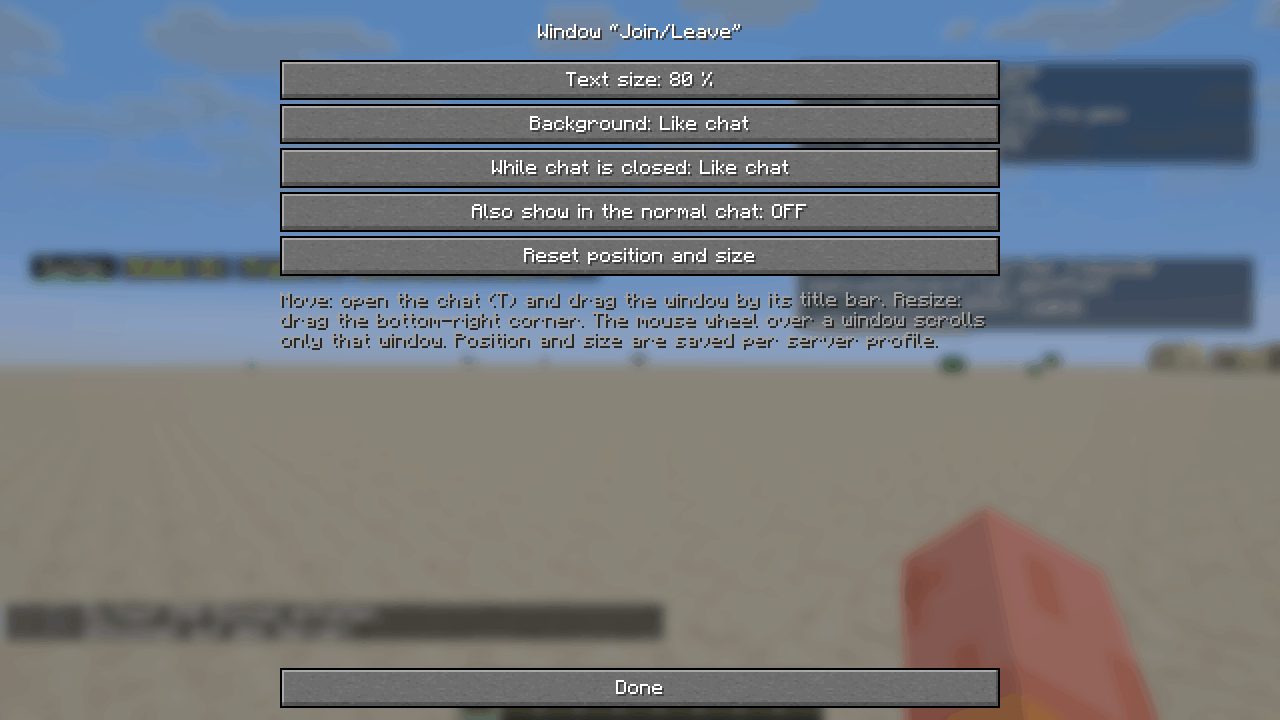 Window "Join/Leave"
Text size: 80 %
Background: Like chat
While chat is closed: Like chat
Also show in the normal chat: OFF
Reset position and size
Move: open the chat (T) and drag the window by its title bar. Resize:
drag the bottom-right corner. The mouse wheel over a window scrolls
only that window. Position and size are saved per server profile.
Done